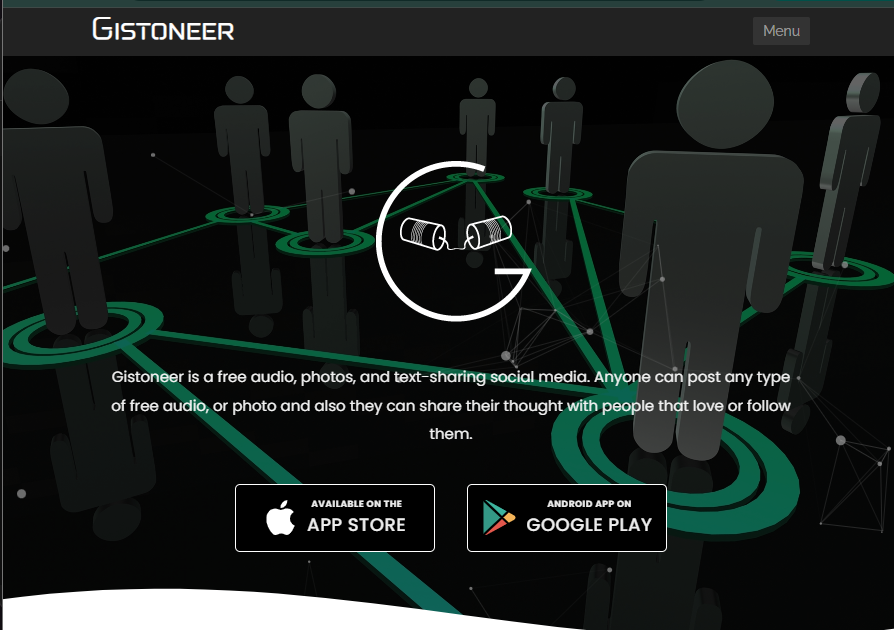 GISTONEER
Menu
Gistoneer is a free audio, photos, and text-sharing social media. Anyone can post any type
of free audio, or photo and also they can share their thought with people that love or follow
them.
AVAILABLE ON THE
APP STORE
ANDROID APP ON
GOOGLE PLAY